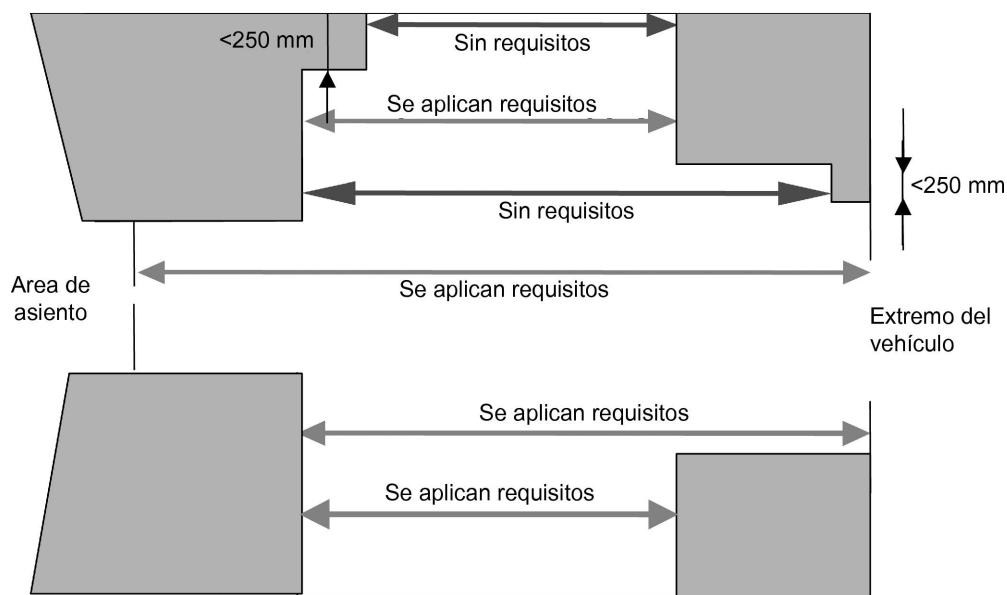 <250 mm
Sin requisitos
Se aplican requisitos
<250 mm
Sin requisitos
Area de
asiento
Se aplican requisitos
Extremo del
vehículo
Se aplican requisitos
Se aplican requisitos